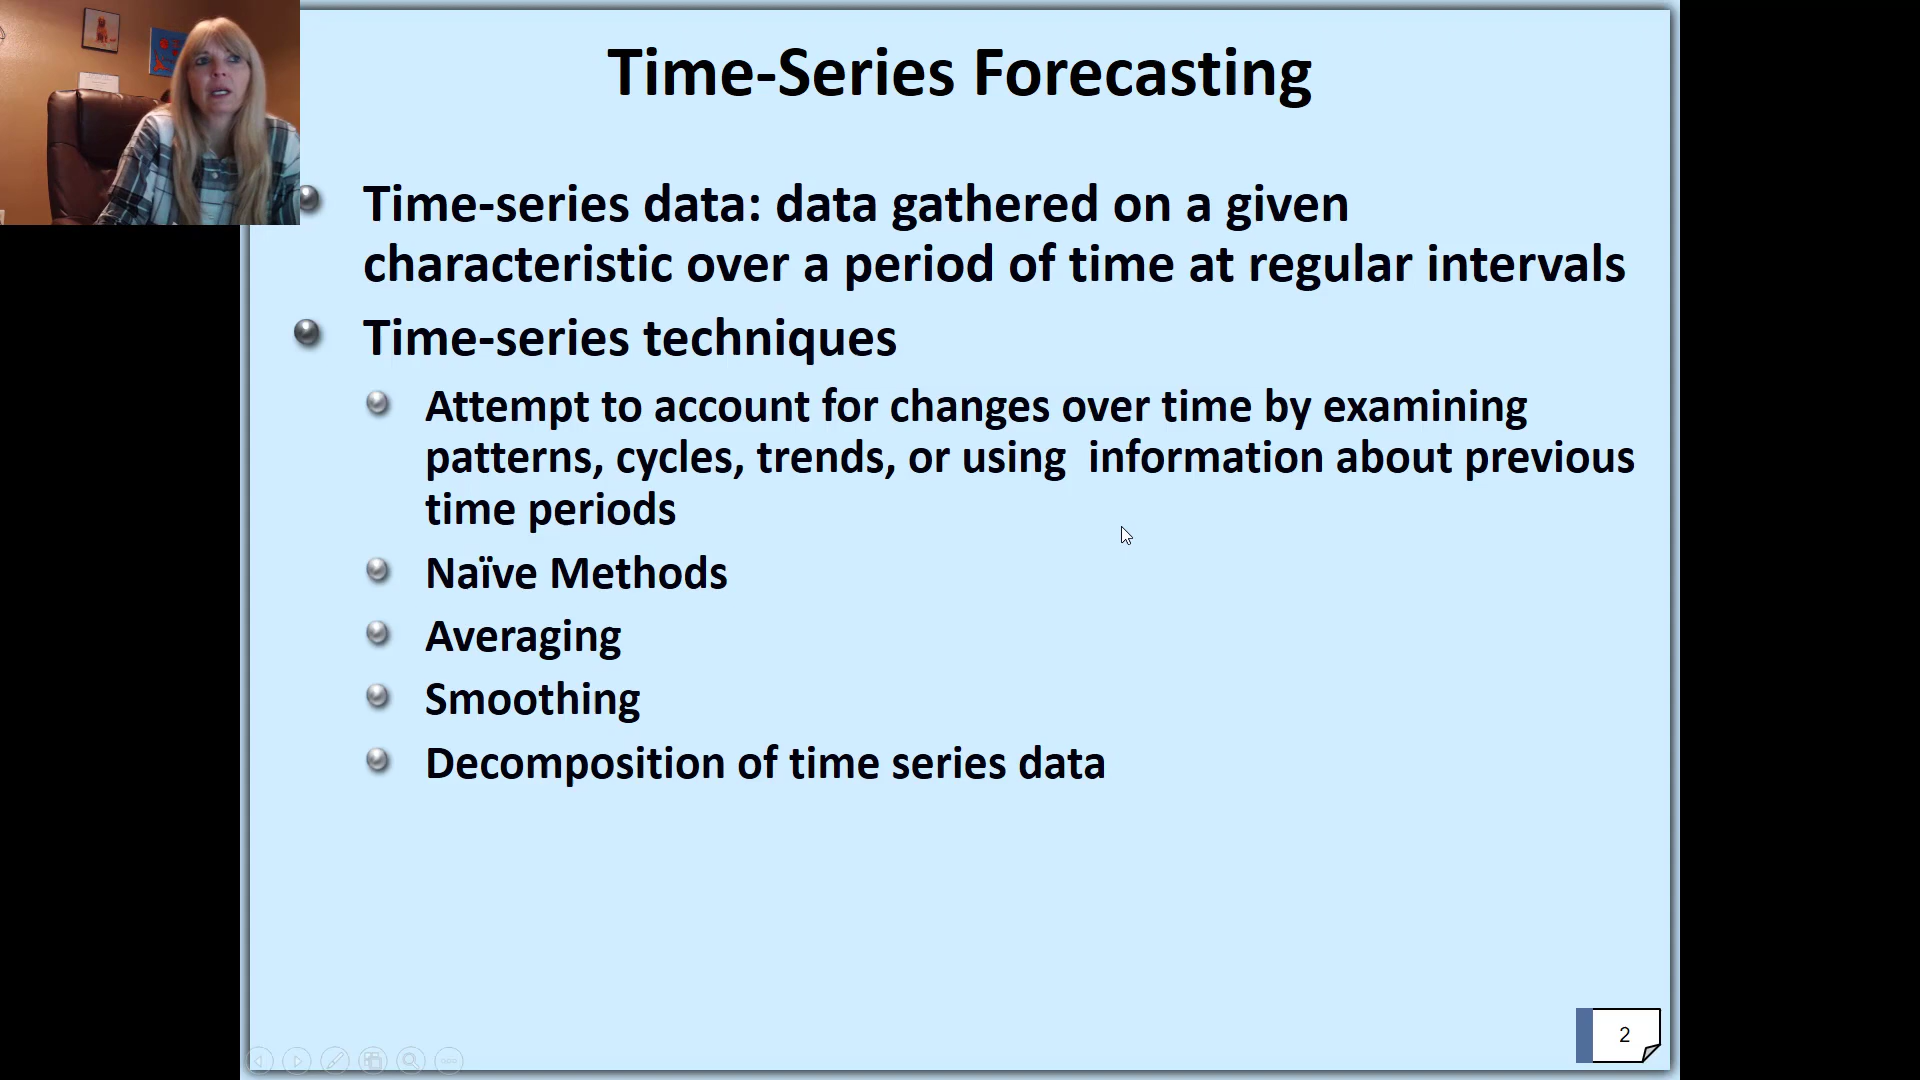 Time-Series Forecasting
Time-series data: data gathered on a given
characteristic over a period of time at regular intervals
Time-series techniques
Attempt to account for changes over time by examining
patterns, cycles, trends, or using  information about previous
time periods
Naïve Methods
Averaging
Smoothing
Decomposition of time series data
2